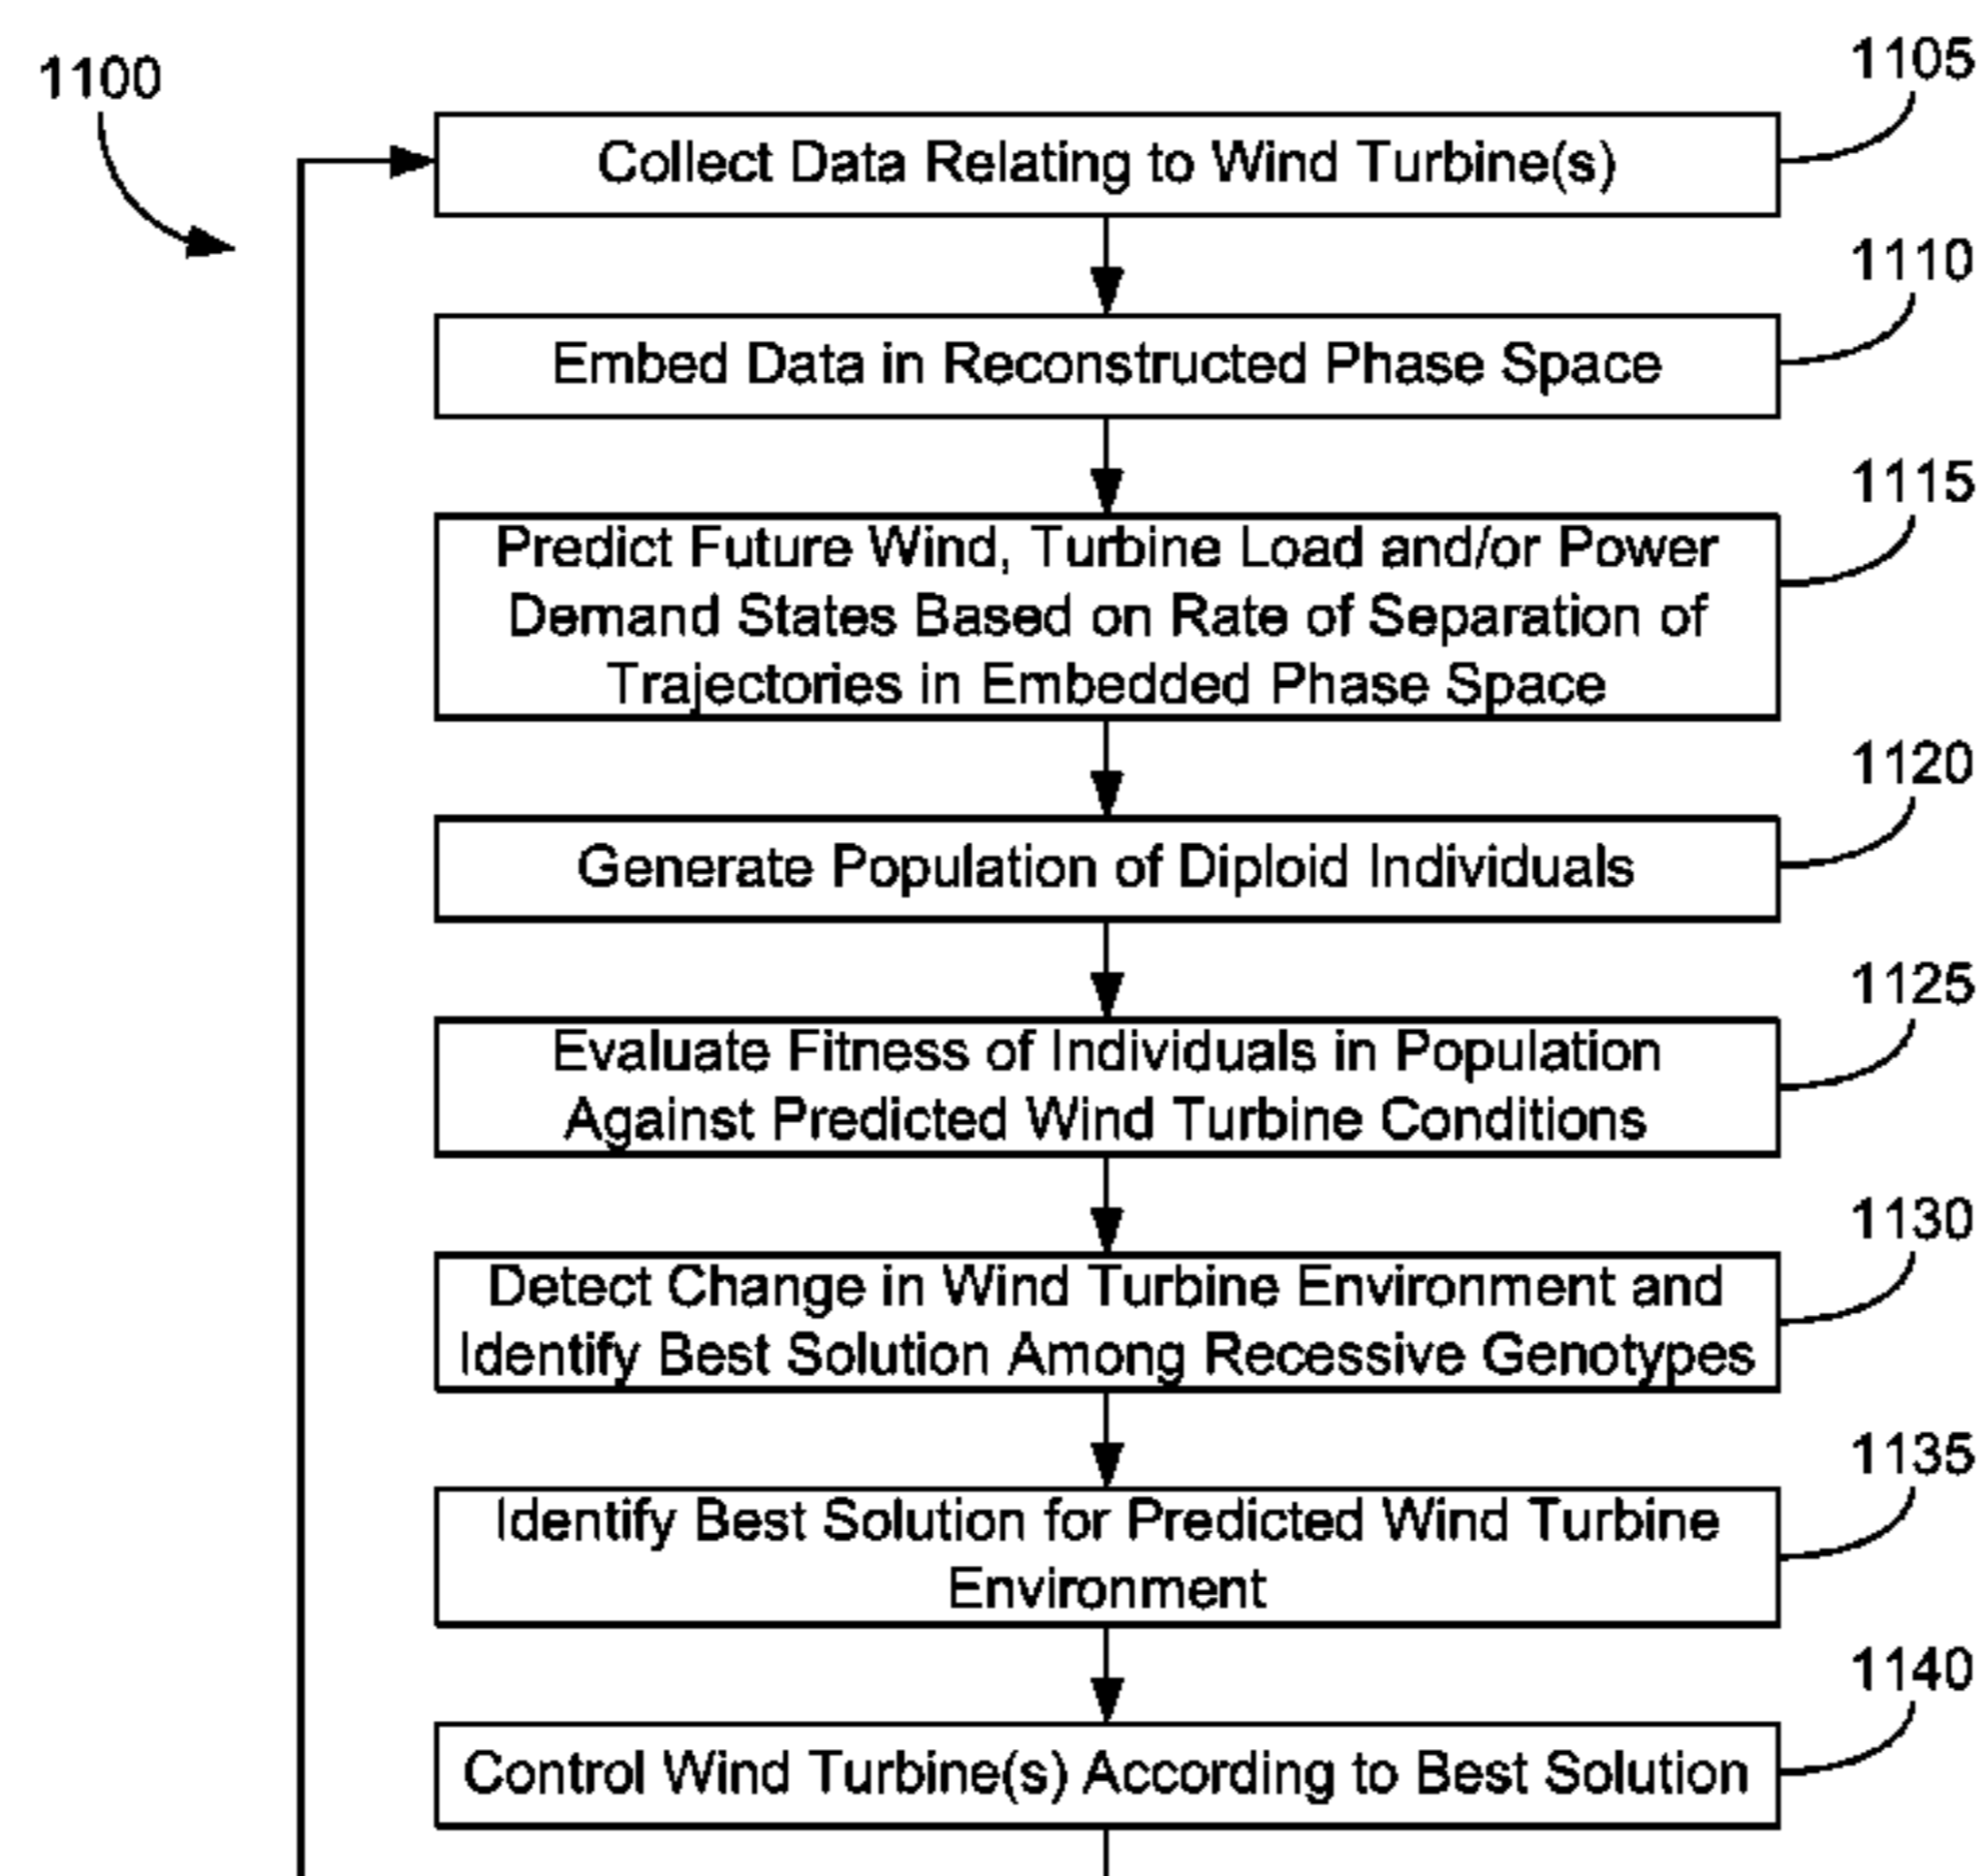 1100
1105
Collect Data Relating to Wind Turbine(s)
1110
Embed Data in Reconstructed Phase Space
1115
Predict Future Wind, Turbine Load and/or Power
Demand States Based on Rate of Separation of
Trajectories in Embedded Phase Space
1120
Generate Population of Diploid Individuals
1125
Evaluate Fitness of Individuals in Population
Against Predicted Wind Turbine Conditions
1130
Detect Change in Wind Turbine Environment and
Identify Best Solution Among Recessive Genotypes
1135
Identify Best Solution for Predicted Wind Turbine
Environment
1140
Control Wind Turbine(s) According to Best Solution